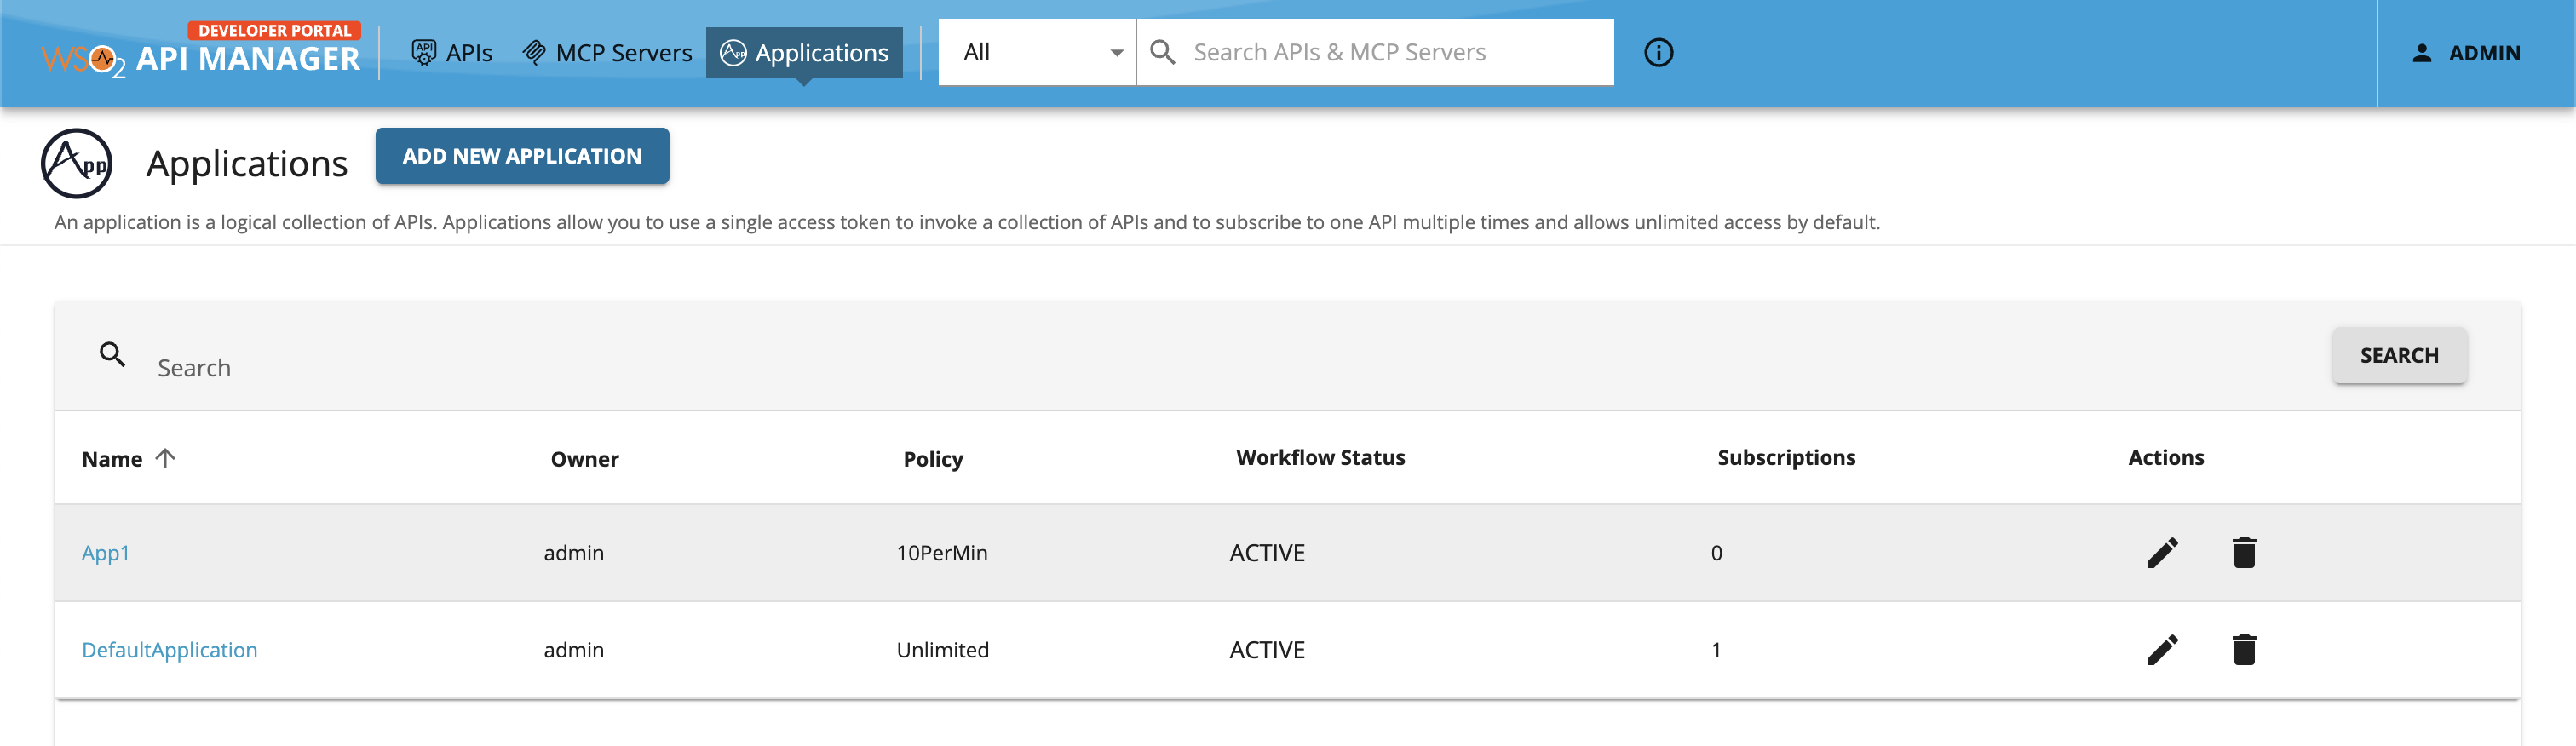 DEVELOPER PORTAL
WSO2 API MANAGER
API APIs MCP Servers App Applications All Search APIs & MCP Servers ADMIN
App Applications ADD NEW APPLICATION
An application is a logical collection of APIs. Applications allow you to use a single access token to invoke a collection of APIs and to subscribe to one API multiple times and allows unlimited access by default.
Search SEARCH
Name Owner Policy Workflow Status Subscriptions Actions
App1 admin 10PerMin ACTIVE 0
DefaultApplication admin Unlimited ACTIVE 1